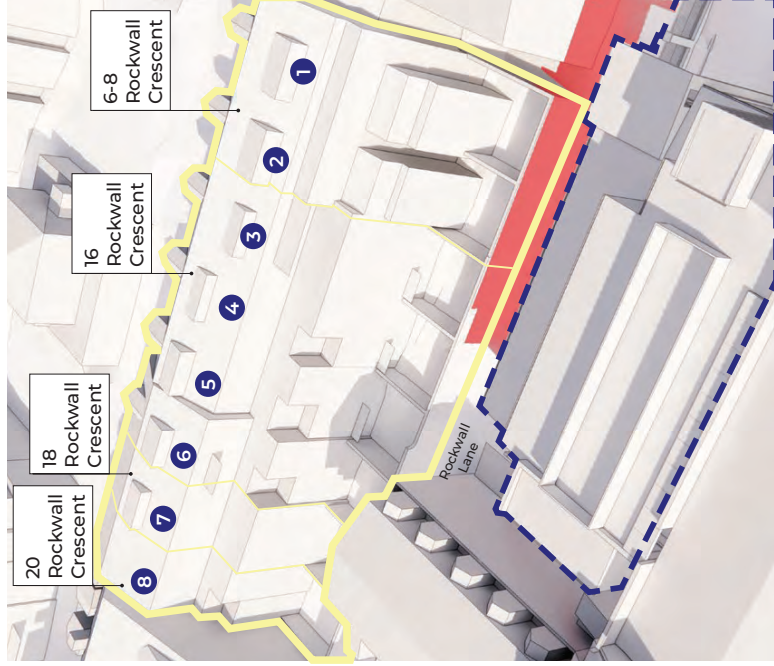 20
Rockwall
Crescent
18
Rockwall
Crescent
16
Rockwall
Crescent
6-8
Rockwall
Crescent
1
2
3
4
5
6
7
8
Rockwall
Lane